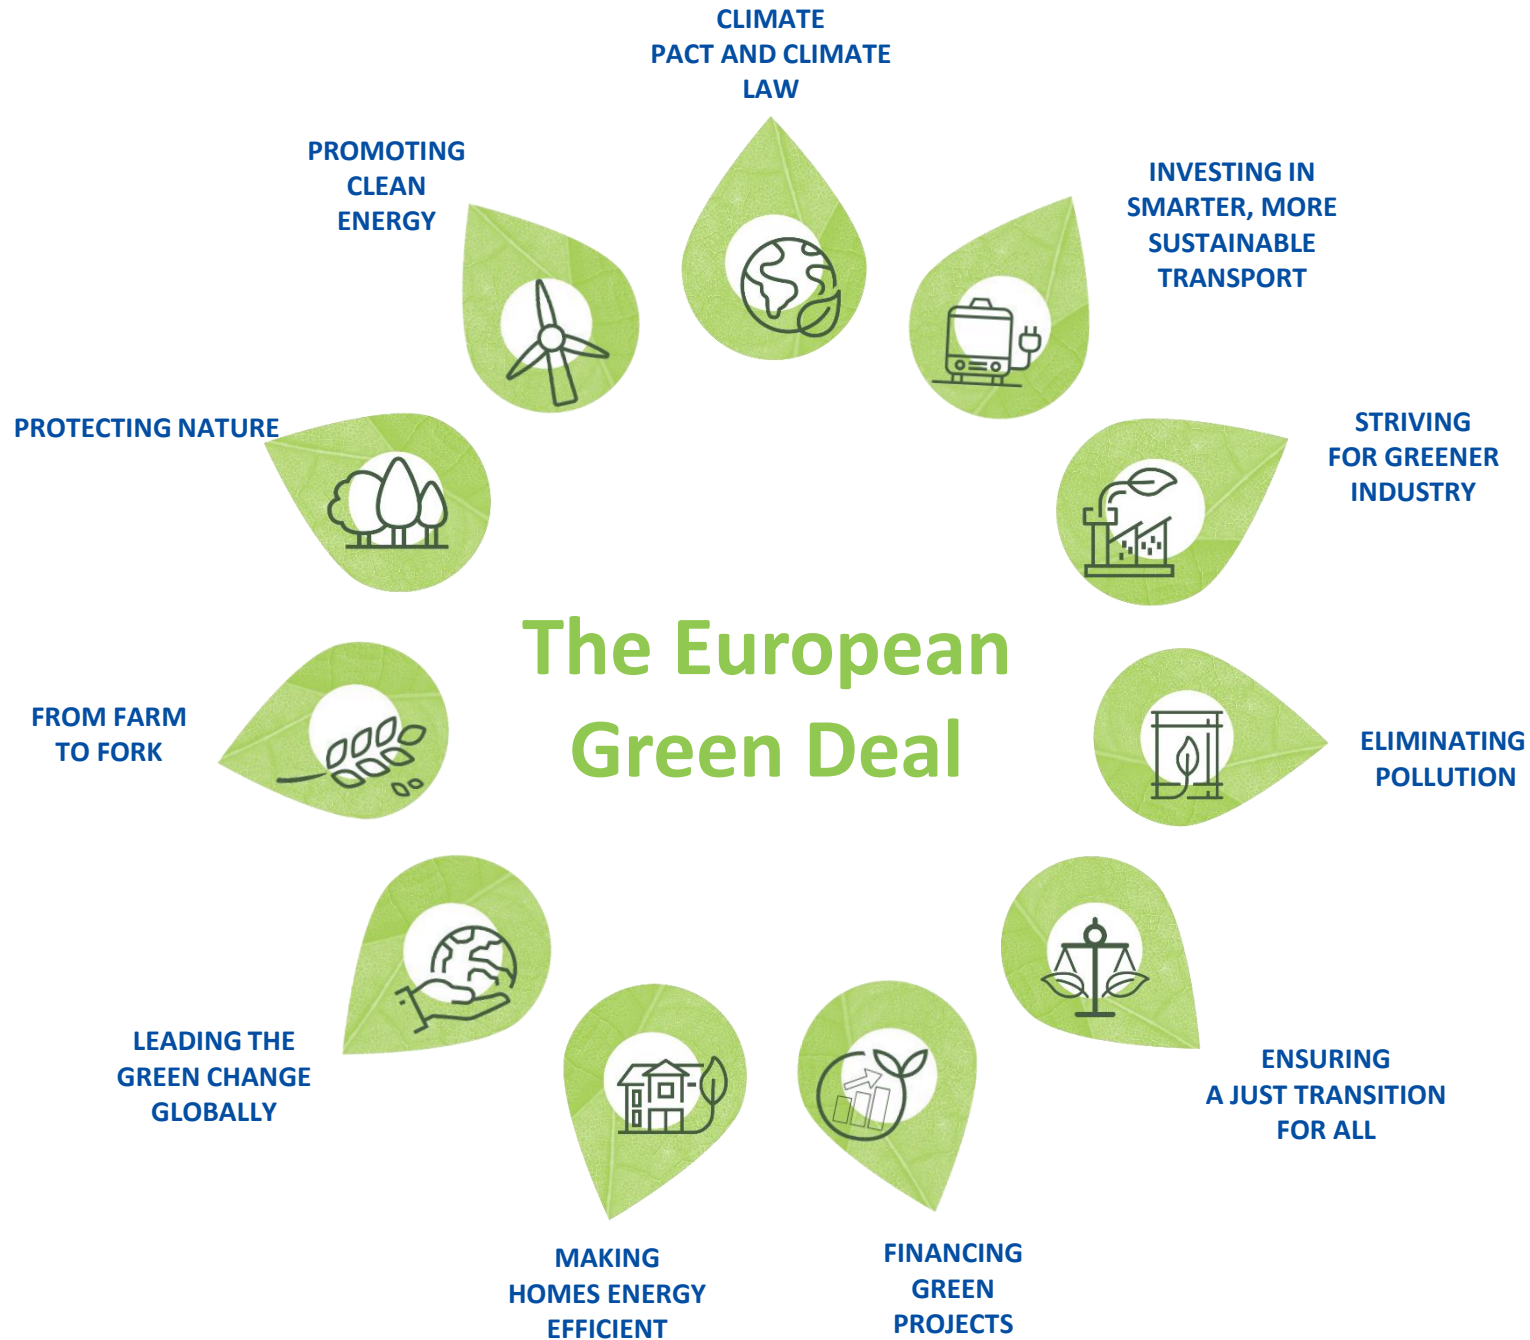 CLIMATE
PACT AND CLIMATE
LAW
INVESTING IN
SMARTER, MORE
SUSTAINABLE
TRANSPORT
STRIVING
FOR GREENER
INDUSTRY
ELIMINATING
POLLUTION
ENSURING
A JUST TRANSITION
FOR ALL
FINANCING
GREEN
PROJECTS
MAKING
HOMES ENERGY
EFFICIENT
LEADING THE
GREEN CHANGE
GLOBALLY
FROM FARM
TO FORK
PROTECTING NATURE
PROMOTING
CLEAN
ENERGY
The European
Green Deal